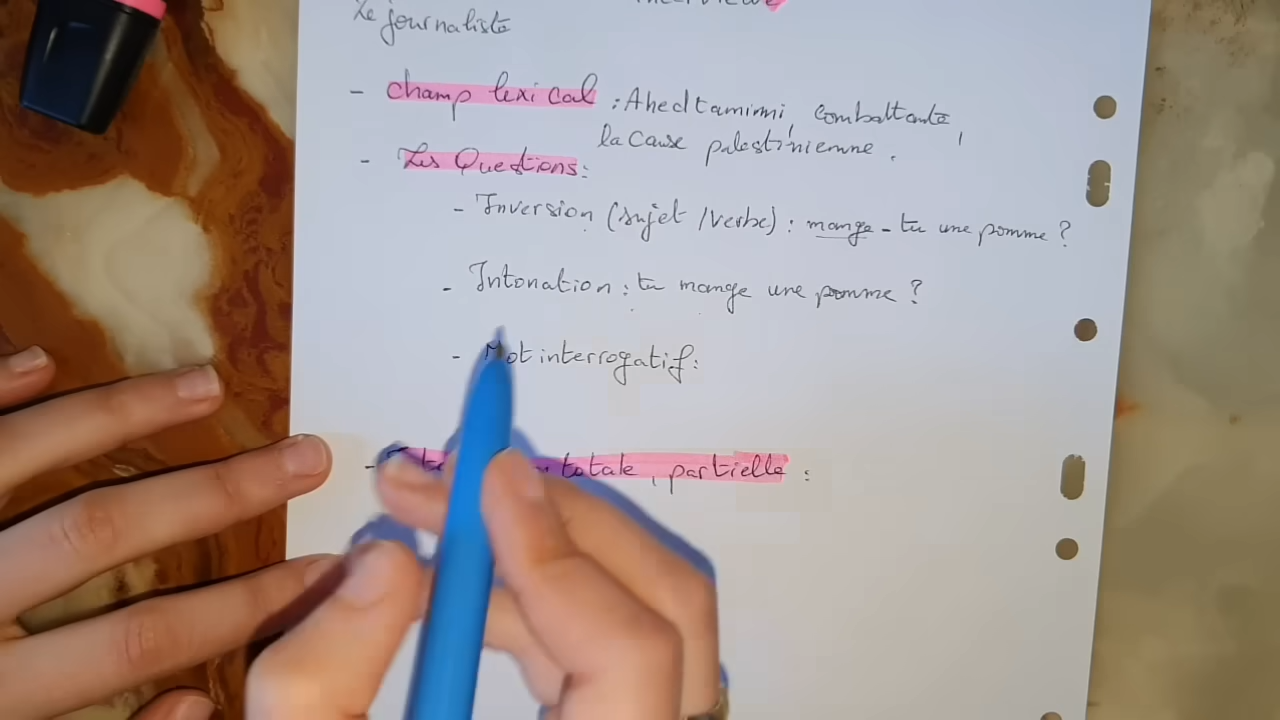 Interview
Le journaliste
- champ lexical : Ahed tamimi, combattante,
la cause palestinienne.
- Les Questions :
- Inversion (sujet / verbe) : mange - tu une pomme ?
- Intonation : tu mange une pomme ?
- Mot interrogatif :
- totale, partielle :